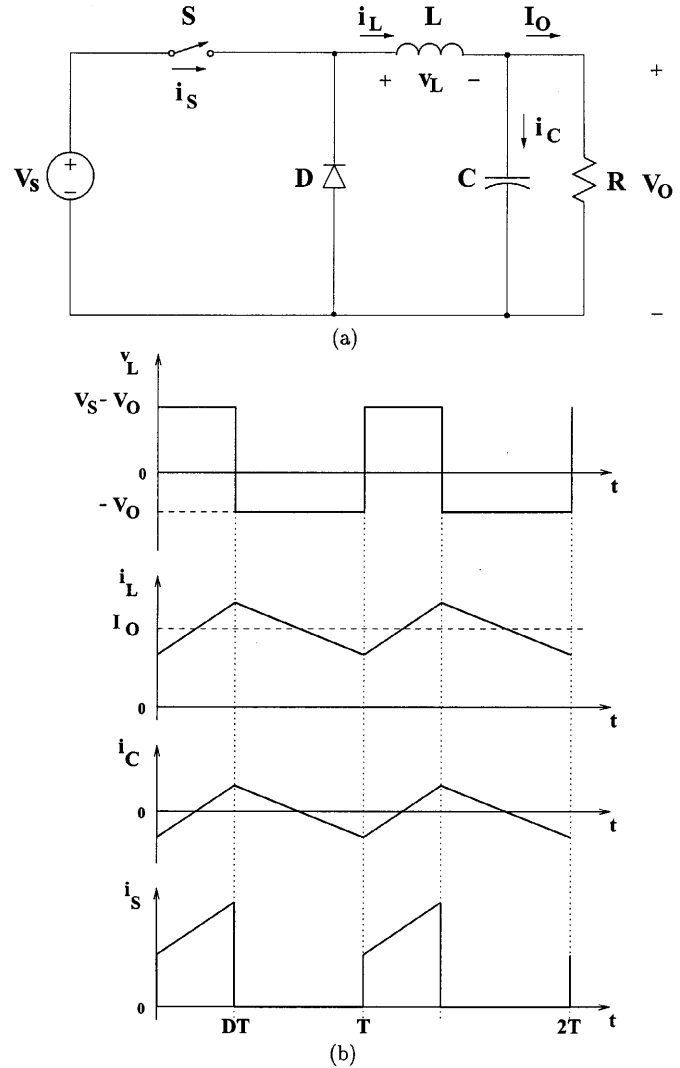 S i_L L I_O
i_S + v_L − +
i_C
V_S + − D C R V_O
−
(a)
v_L
V_S - V_O
0 t
- V_O
i_L
I_O
0 t
i_C
0 t
i_S
0 DT T 2T t
(b)